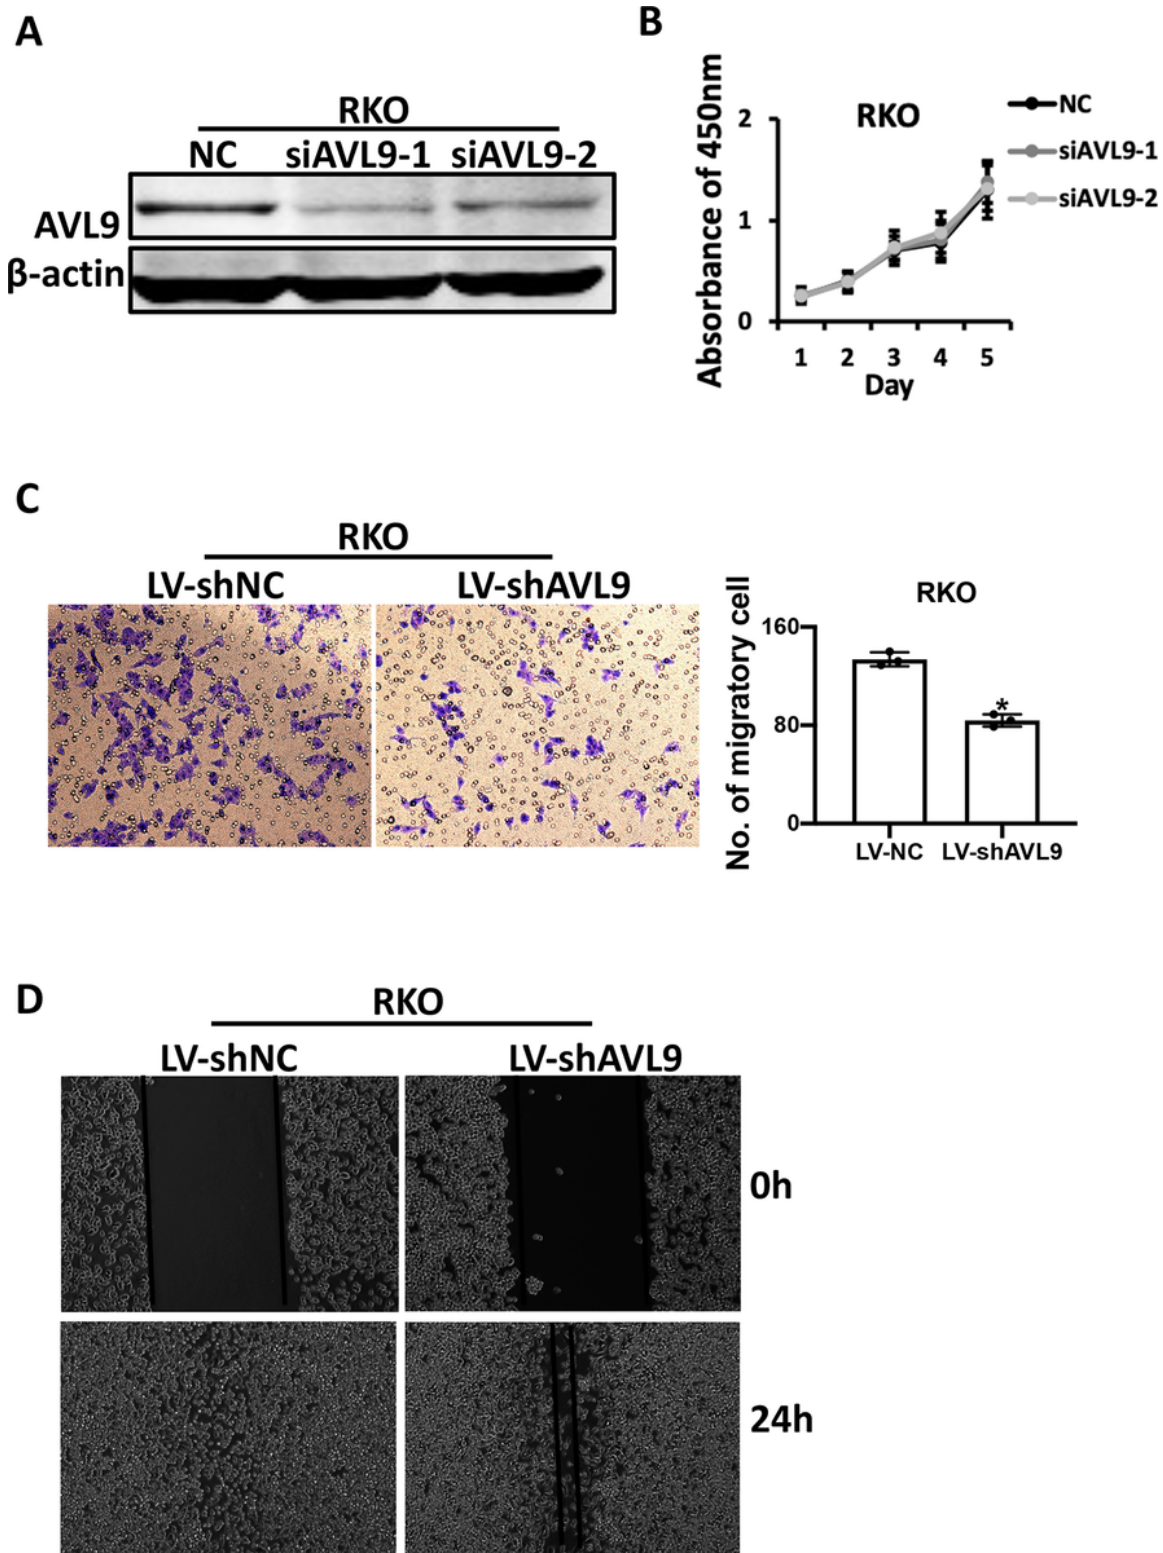 A
RKO
NC siAVL9-1 siAVL9-2
AVL9
β-actin
B
Absorbance of 450nm
RKO
2
1
0
1 2 3 4 5
Day
NC
siAVL9-1
siAVL9-2
C
RKO
LV-shNC LV-shAVL9
RKO
No. of migratory cell
160
80
0
*
LV-NC LV-shAVL9
D
RKO
LV-shNC LV-shAVL9
0h
24h